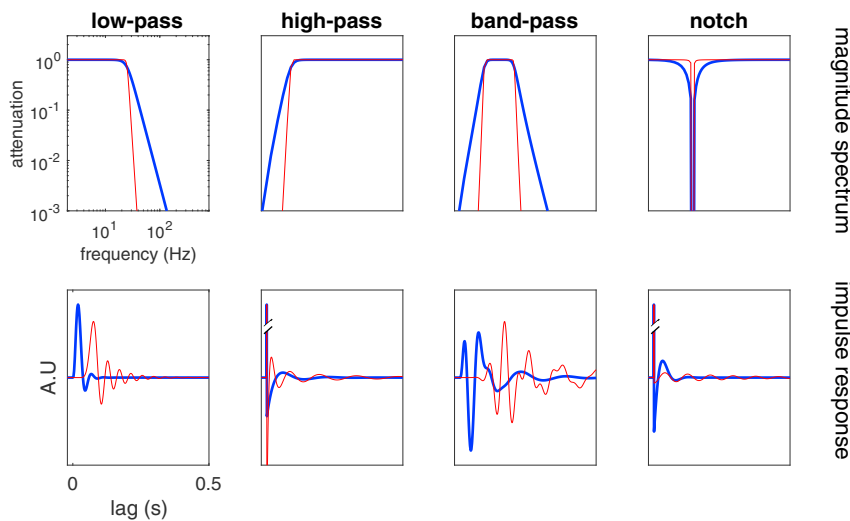 low-pass
high-pass
band-pass
notch
10^0
10^-1
10^-2
10^-3
attenuation
10^1
10^2
frequency (Hz)
magnitude spectrum
A.U
0
0.5
lag (s)
impulse response